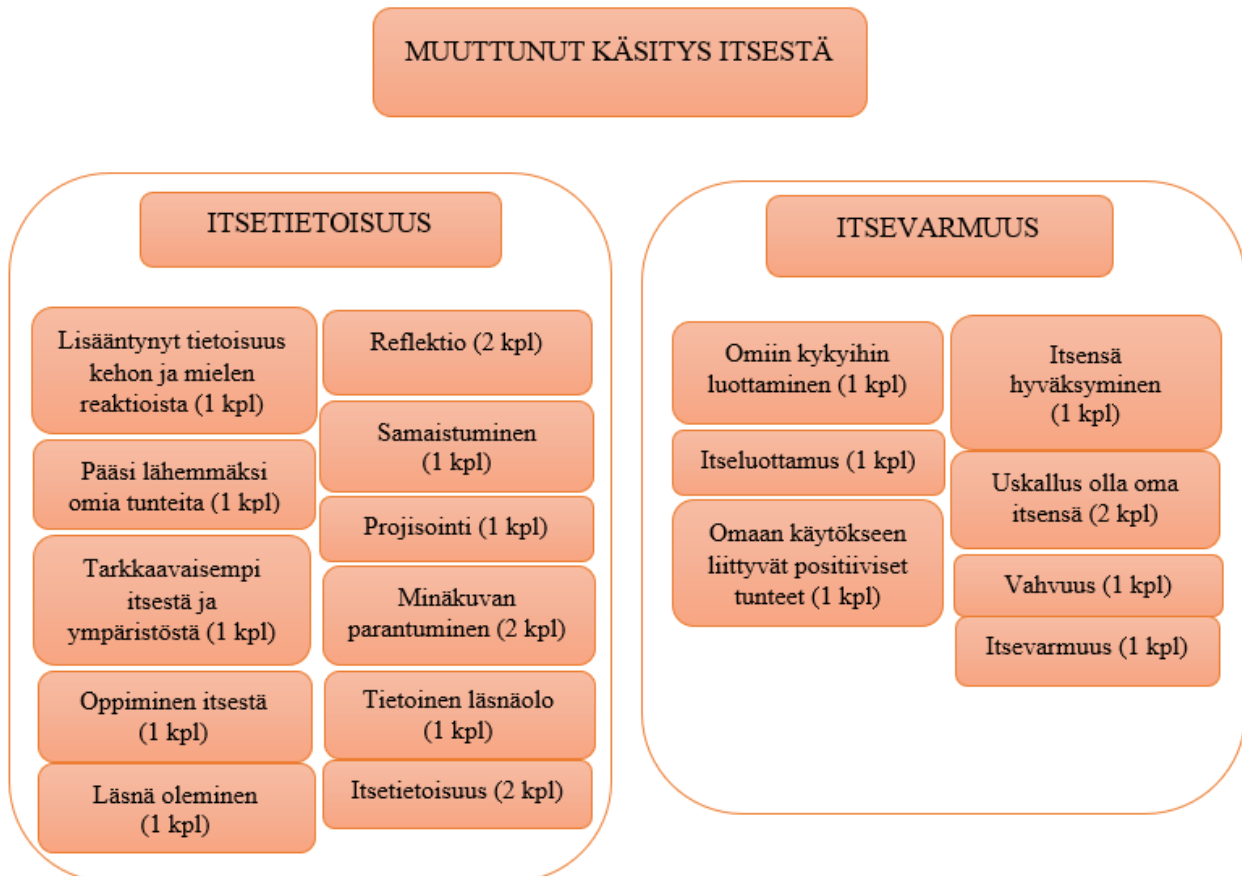 MUUTTUNUT KÄSITYS ITSESTÄ
ITSETIETOISUUS
Lisääntynyt tietoisuus
kehon ja mielen
reaktioista (1 kpl)
Pääsi lähemmäksi
omia tunteita (1 kpl)
Tarkkaavaisempi
itsestä ja
ympäristöstä (1 kpl)
Oppiminen itsestä
(1 kpl)
Läsnä oleminen
(1 kpl)
Reflektio (2 kpl)
Samaistuminen
(1 kpl)
Projisointi (1 kpl)
Minäkuvan
parantuminen (2 kpl)
Tietoinen läsnäolo
(1 kpl)
Itsetietoisuus (2 kpl)
ITSEVARMUUS
Omiin kykyihin
luottaminen (1 kpl)
Itseluottamus (1 kpl)
Omaan käytökseen
liittyvät positiiviset
tunteet (1 kpl)
Itsensä
hyväksyminen
(1 kpl)
Uskallus olla oma
itsensä (2 kpl)
Vahvuus (1 kpl)
Itsevarmuus (1 kpl)